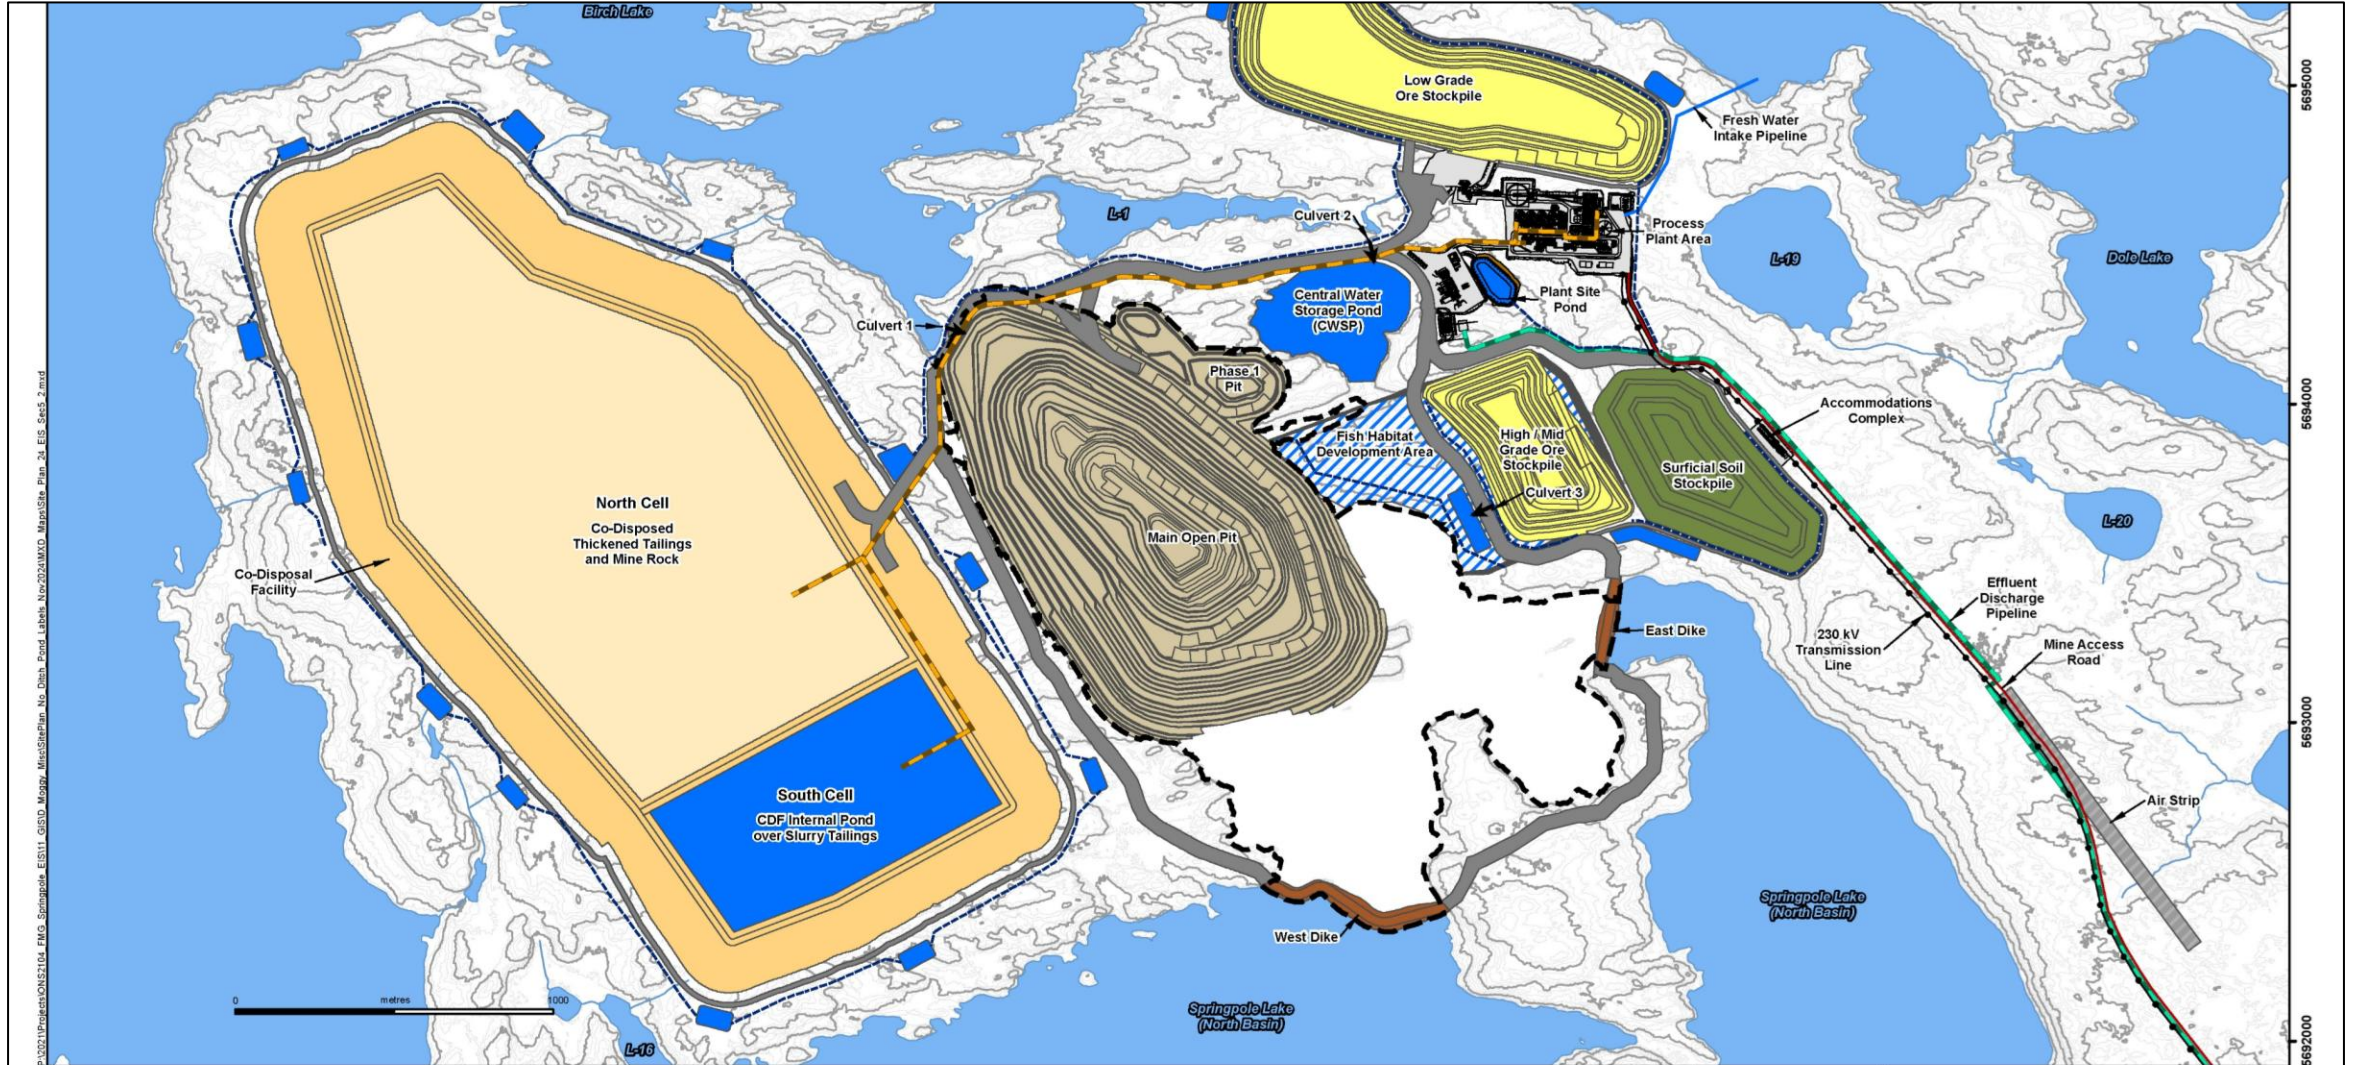 Birch Lake
Low Grade
Ore Stockpile
5695000
Fresh Water
Intake Pipeline
L-1
Culvert 2
Process
Plant Area
L-19
Dole Lake
Central Water
Storage Pond
(CWSP)
Plant Site
Pond
Culvert 1
Phase 1
Pit
5694000
Accommodations
Complex
Fish Habitat
Development Area
High / Mid
Grade Ore
Stockpile
Surficial Soil
Stockpile
Culvert 3
North Cell
Co-Disposed
Thickened Tailings
and Mine Rock
Main Open Pit
L-20
Co-Disposal
Facility
Effluent
Discharge
Pipeline
East Dike
230 kV
Transmission
Line
Mine Access
Road
5693000
South Cell
CDF Internal Pond
over Slurry Tailings
Air Strip
Springpole Lake
(North Basin)
West Dike
0 metres 1000
Springpole Lake
(North Basin)
L-16
5692000